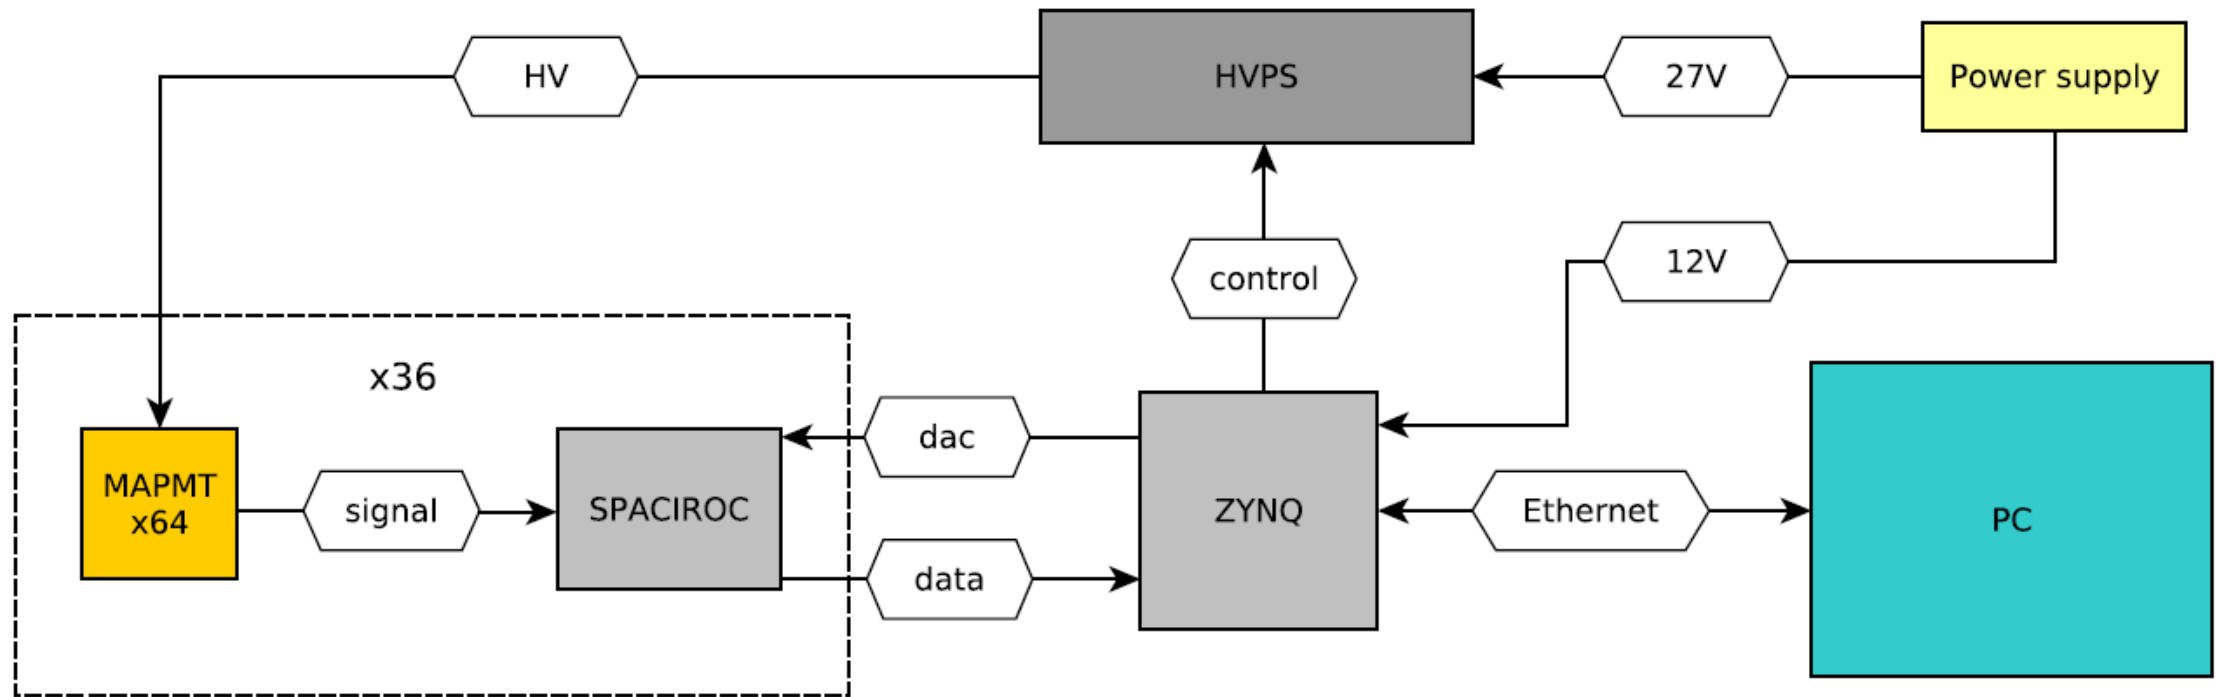 HV
HVPS
27V
Power supply
control
12V
x36
MAPMT
x64
signal
SPACIROC
dac
data
ZYNQ
Ethernet
PC